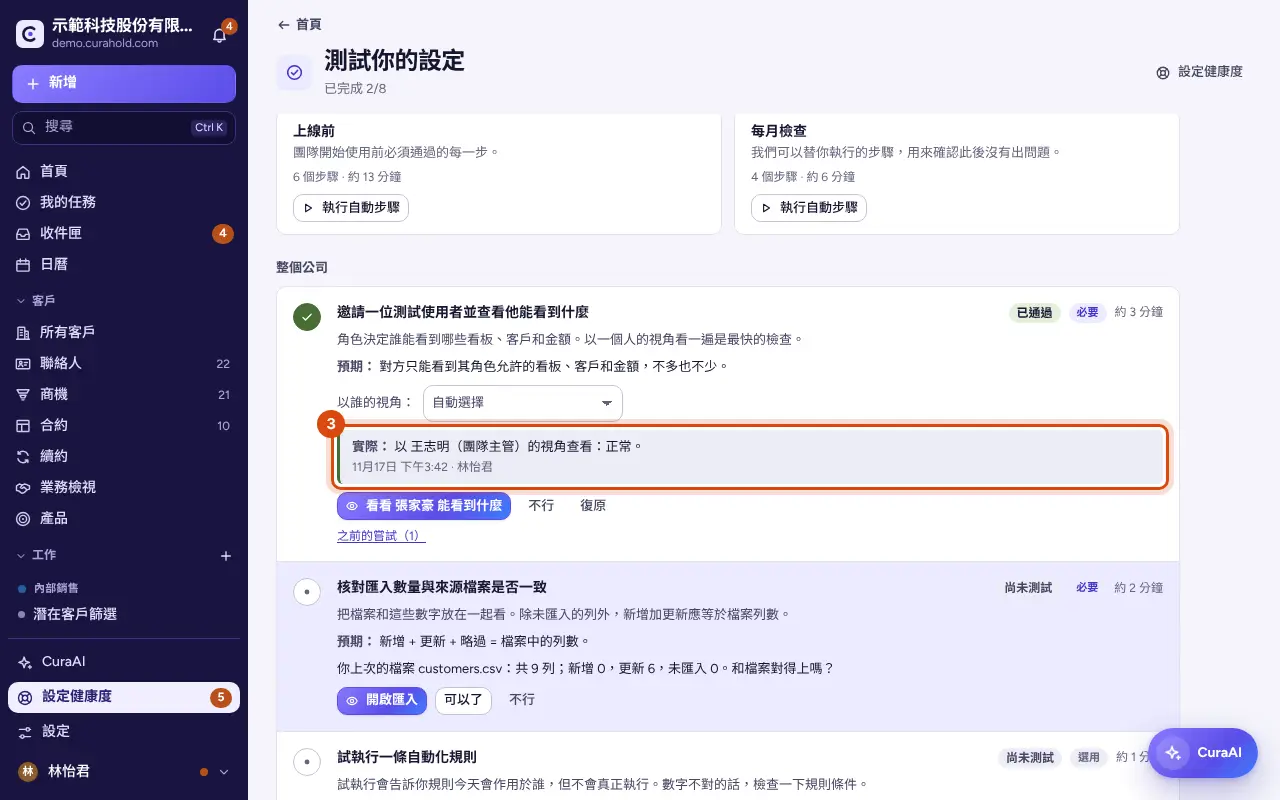 示範科技股份有限...
demo.curahold.com
4
新增
搜尋
Ctrl K
首頁
我的任務
收件匣
4
日曆
客戶
所有客戶
聯絡人
22
商機
21
合約
10
續約
業務檢視
產品
工作
內部銷售
潛在客戶篩選
CuraAI
設定健康度
5
設定
林
林怡君
首頁
測試你的設定
已完成 2/8
設定健康度
上線前
團隊開始使用前必須通過的每一步。
6 個步驟 · 約 13 分鐘
執行自動步驟
每月檢查
我們可以替你執行的步驟，用來確認此後沒有出問題。
4 個步驟 · 約 6 分鐘
執行自動步驟
整個公司
邀請一位測試使用者並查看他能看到什麼
已通過
必要
約 3 分鐘
角色決定誰能看到哪些看板、客戶和金額。以一個人的視角看一遍是最快的檢查。
預期： 對方只能看到其角色允許的看板、客戶和金額，不多也不少。
以誰的視角：
自動選擇
3
實際： 以 王志明（團隊主管）的視角查看：正常。
11月17日 下午3:42 · 林怡君
看看 張家豪 能看到什麼
不行
復原
之前的嘗試（1）
核對匯入數量與來源檔案是否一致
尚未測試
必要
約 2 分鐘
把檔案和這些數字放在一起看。除未匯入的列外，新增加更新應等於檔案列數。
預期： 新增 + 更新 + 略過 = 檔案中的列數。
你上次的檔案 customers.csv：共 9 列；新增 0，更新 6，未匯入 0。和檔案對得上嗎？
開啟匯入
可以了
不行
試執行一條自動化規則
尚未測試
選用
約 1 分
試執行會告訴你規則今天會作用於誰，但不會真正執行。數字不對的話，檢查一下規則條件。
CuraAI